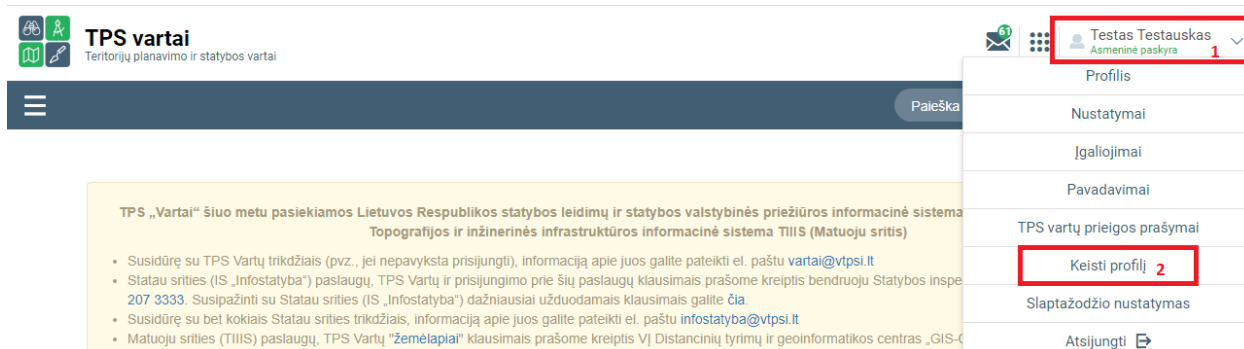 TPS vartai
Teritorijų planavimo ir statybos vartai
61
Testas Testauskas
Asmeninė paskyra 1
Paieška
Profilis
Nustatymai
Įgaliojimai
Pavadavimai
TPS vartų prieigos prašymai
Keisti profilį 2
Slaptažodžio nustatymas
Atsijungti
TPS „Vartai“ šiuo metu pasiekiamos Lietuvos Respublikos statybos leidimų ir statybos valstybinės priežiūros informacinė sistema
Topografijos ir inžinerinės infrastruktūros informacinė sistema TIIIS (Matuoju sritis)
• Susidūrę su TPS Vartų trikdžiais (pvz., jei nepavyksta prisijungti), informaciją apie juos galite pateikti el. paštu vartai@vtpsi.lt
• Statau srities (IS „Infostatyba“) paslaugų, TPS Vartų ir prisijungimo prie šių paslaugų klausimais prašome kreiptis bendruoju Statybos inspe
207 3333. Susipažinti su Statau srities (IS „Infostatyba“) dažniausiai užduodamais klausimais galite čia.
• Susidūrę su bet kokiais Statau srities trikdžiais, informaciją apie juos galite pateikti el. paštu infostatyba@vtpsi.lt
• Matuoju srities (TIIIS) paslaugų, TPS Vartų "žemėlapiai" klausimais prašome kreiptis VĮ Distancinių tyrimų ir geoinformatikos centras „GIS-C